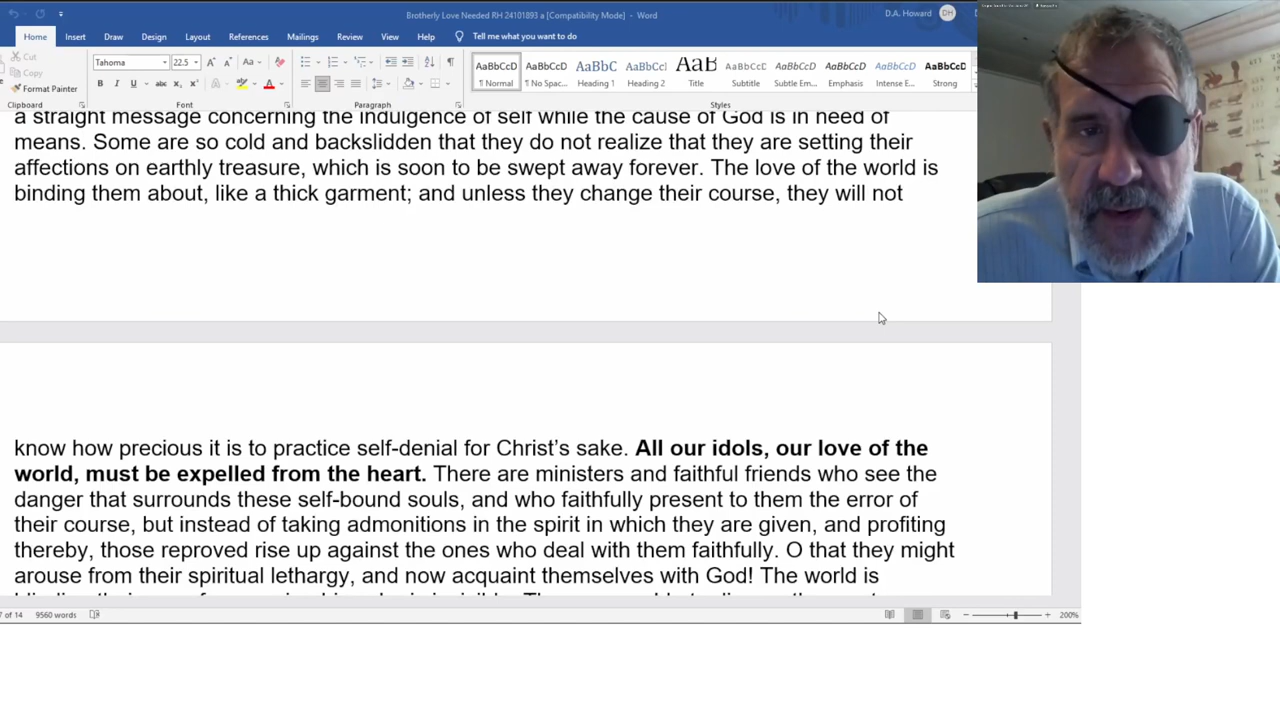 Brotherly Love Needed RH 24101893 a [Compatibility Mode] - Word
D.A. Howard
DH
Home Insert Draw Design Layout References Mailings Review View Help Tell me what you want to do
Cut
Copy
Format Painter
Clipboard
Tahoma 22.5
Font
Paragraph
AaBbCcD AaBbCcD AaBbC AaBbCcI AaB AaBbCcD AaBbCcD AaBbCcD AaBbCcD AaBbCcD
¶ Normal ¶ No Spac... Heading 1 Heading 2 Title Subtitle Subtle Em... Emphasis Intense E... Strong
Styles
a straight message concerning the indulgence of self while the cause of God is in need of
means. Some are so cold and backslidden that they do not realize that they are setting their
affections on earthly treasure, which is soon to be swept away forever. The love of the world is
binding them about, like a thick garment; and unless they change their course, they will not
know how precious it is to practice self-denial for Christ's sake. All our idols, our love of the
world, must be expelled from the heart. There are ministers and faithful friends who see the
danger that surrounds these self-bound souls, and who faithfully present to them the error of
their course, but instead of taking admonitions in the spirit in which they are given, and profiting
thereby, those reproved rise up against the ones who deal with them faithfully. O that they might
arouse from their spiritual lethargy, and now acquaint themselves with God! The world is
7 of 14 9560 words
200%